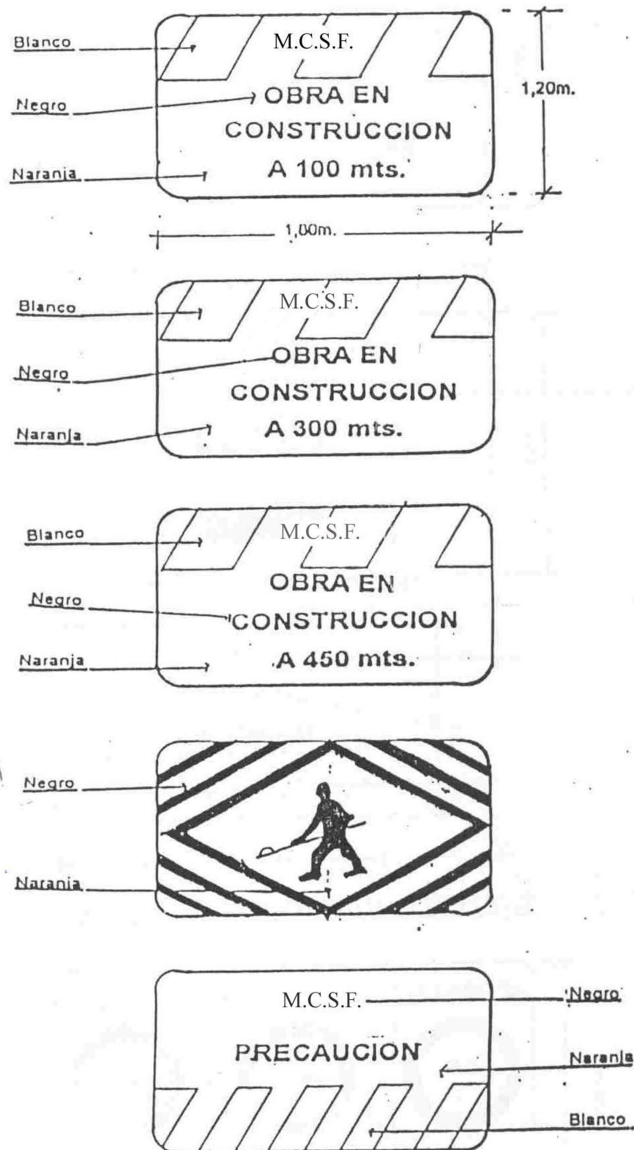 Blanco
M.C.S.F.
Negro
OBRA EN
CONSTRUCCION
Naranja
A 100 mts.
1,20m.
1,80m.
Blanco
M.C.S.F.
Negro
OBRA EN
CONSTRUCCION
Naranja
A 300 mts.
Blanco
M.C.S.F.
Negro
OBRA EN
CONSTRUCCION
Naranja
A 450 mts.
Negro
Naranja
M.C.S.F.
Negro
PRECAUCION
Naranja
Blanco